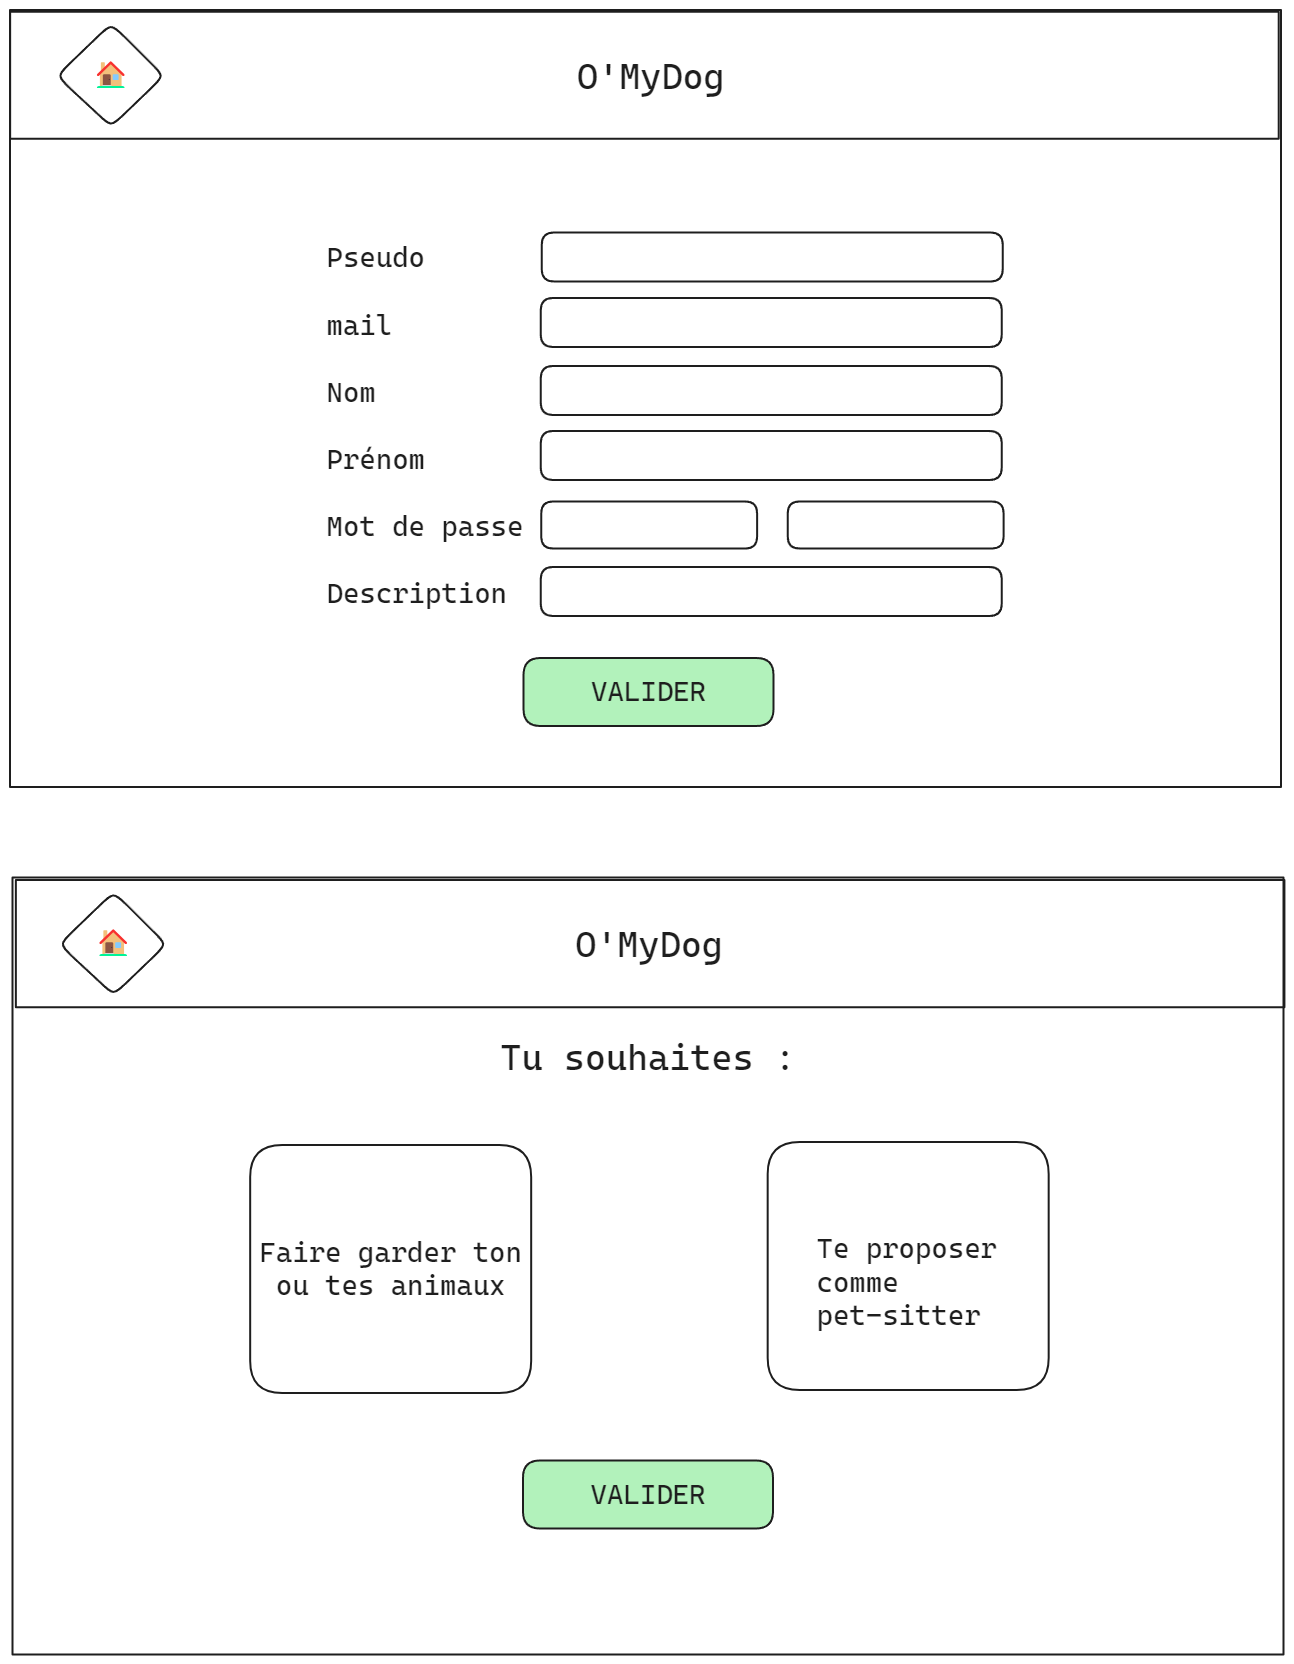 O'MyDog
Pseudo
mail
Nom
Prénom
Mot de passe
Description
VALIDER
O'MyDog
Tu souhaites :
Faire garder ton
ou tes animaux
Te proposer
comme
pet-sitter
VALIDER